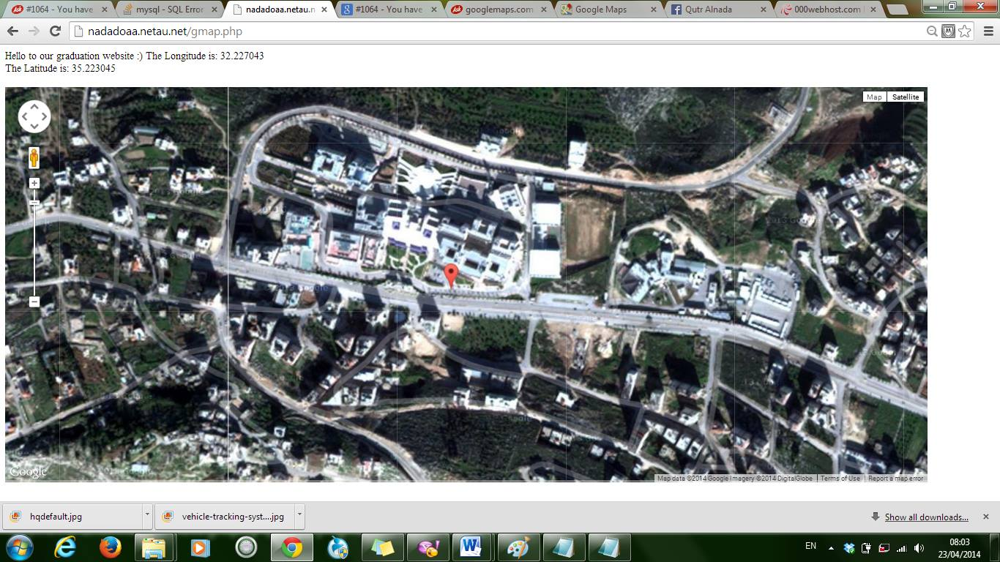 #1064 - You have
mysql - SQL Error
nadadoaa.netau.n
#1064 - You have
googlemaps.com
Google Maps
Qutr Alnada
000webhost.com
nadadoaa.netau.net/gmap.php
Hello to our graduation website :) The Longitude is: 32.227043
The Latitude is: 35.223045
Map Satellite
Google
Map data ©2014 Google Imagery ©2014 DigitalGlobe Terms of Use Report a map error
hqdefault.jpg
vehicle-tracking-syst....jpg
Show all downloads...
EN
08:03
23/04/2014